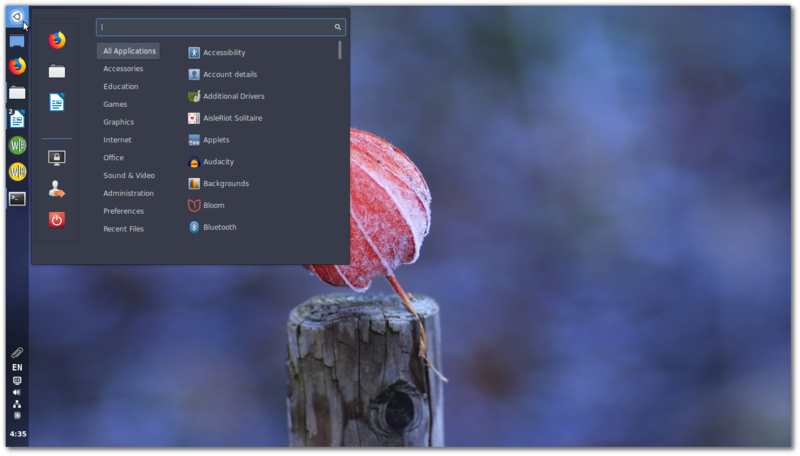 All Applications
Accessories
Education
Games
Graphics
Internet
Office
Sound & Video
Administration
Preferences
Recent Files
Accessibility
Account details
Additional Drivers
AisleRiot Solitaire
Applets
Audacity
Backgrounds
Bloom
Bluetooth
2
W|B
W|B
EN
4:35